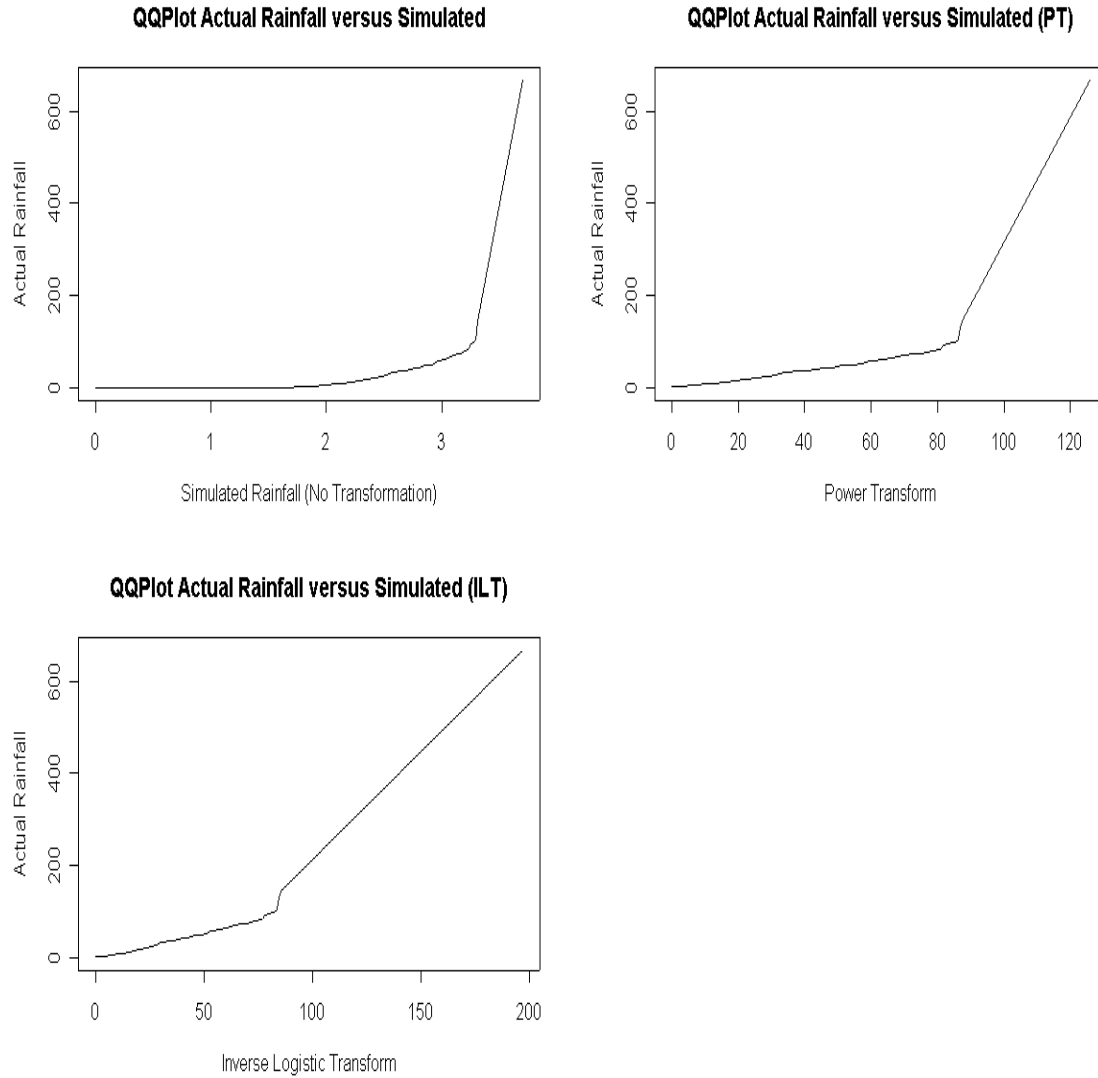 QQPlot Actual Rainfall versus Simulated
Actual Rainfall
600
400
200
0
0 1 2 3
Simulated Rainfall (No Transformation)
QQPlot Actual Rainfall versus Simulated (PT)
Actual Rainfall
600
400
200
0
0 20 40 60 80 100 120
Power Transform
QQPlot Actual Rainfall versus Simulated (ILT)
Actual Rainfall
600
400
200
0
0 50 100 150 200
Inverse Logistic Transform